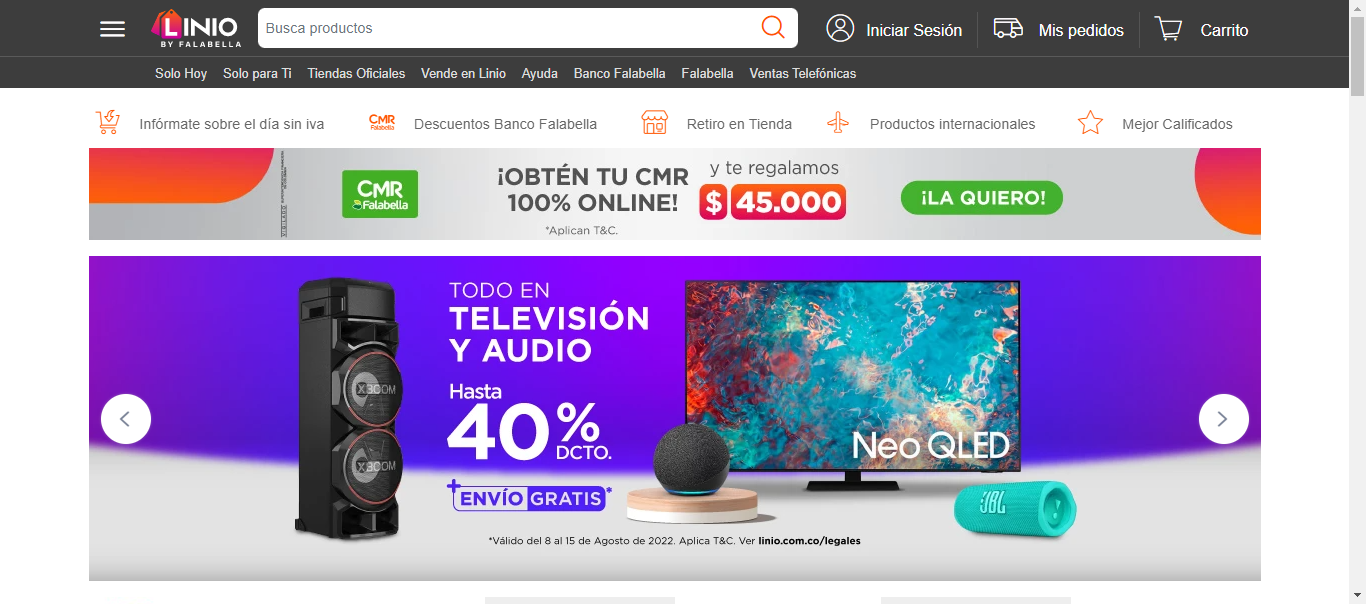 LINIO
BY FALABELLA
Busca productos
Iniciar Sesión
Mis pedidos
Carrito
Solo Hoy
Solo para Ti
Tiendas Oficiales
Vende en Linio
Ayuda
Banco Falabella
Falabella
Ventas Telefónicas
Infórmate sobre el día sin iva
CMR
Falabella
Descuentos Banco Falabella
Retiro en Tienda
Productos internacionales
Mejor Calificados
VIGILADO
CMR
Falabella
¡OBTÉN TU CMR
100% ONLINE!
*Aplican T&C.
y te regalamos
$ 45.000
¡LA QUIERO!
TODO EN
TELEVISIÓN
Y AUDIO
Hasta
40%
DCTO.
+ENVÍO GRATIS*
XBOOM
XBOOM
Neo QLED
JBL
*Válido del 8 al 15 de Agosto de 2022. Aplica T&C. Ver linio.com.co/legales